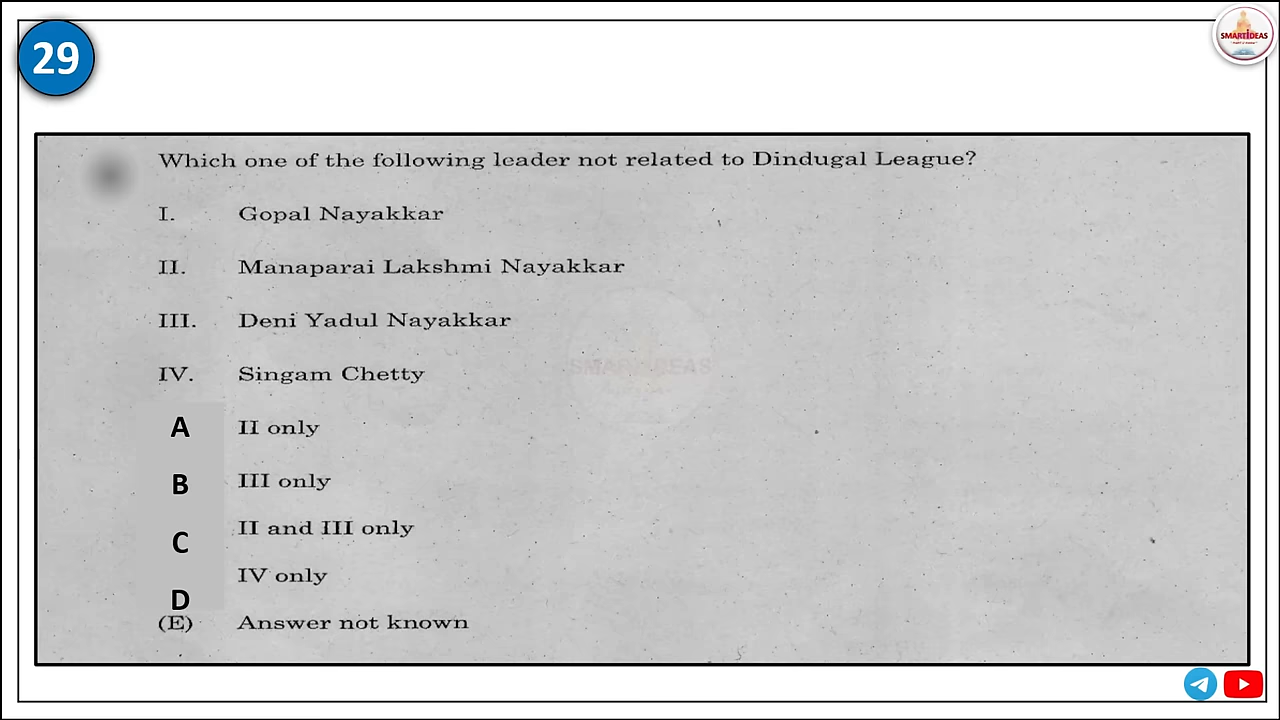 29
SMARTIDEAS
Which one of the following leader not related to Dindugal League?
I. Gopal Nayakkar
II. Manaparai Lakshmi Nayakkar
III. Deni Yadul Nayakkar
IV. Singam Chetty
A II only
B III only
C II and III only
D IV only
(E) Answer not known